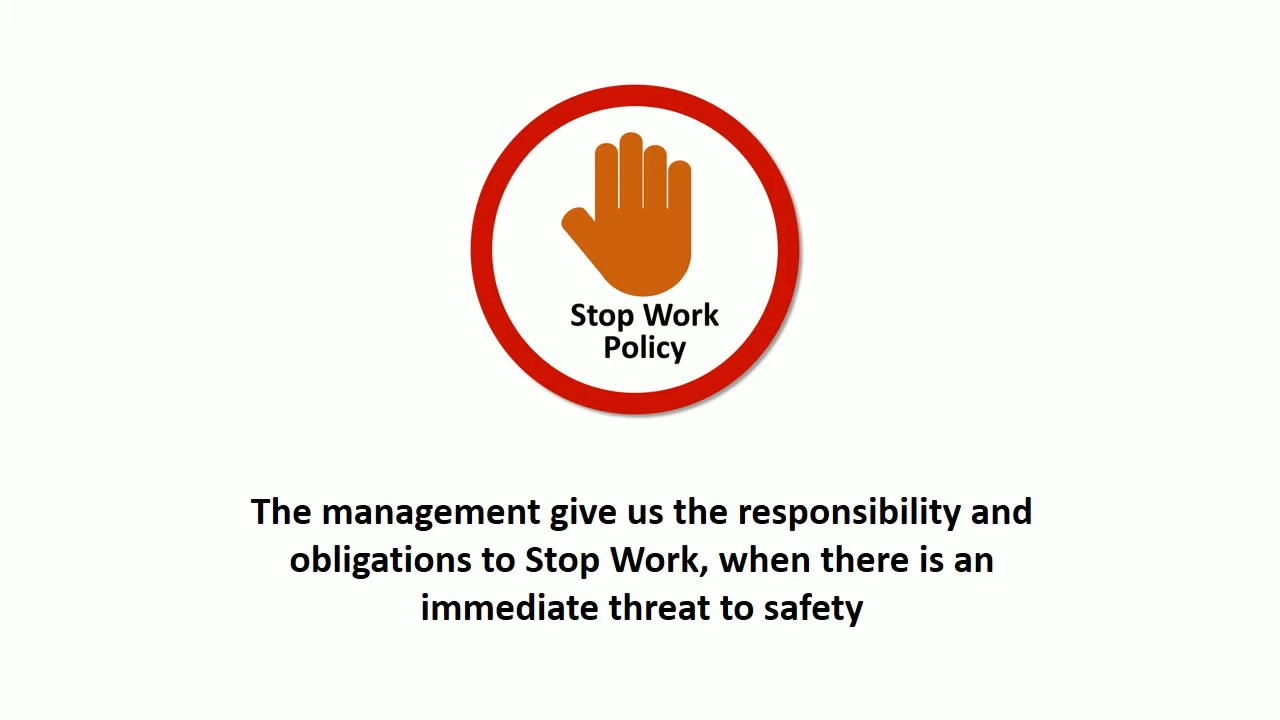 Stop Work
Policy
The management give us the responsibility and
obligations to Stop Work, when there is an
immediate threat to safety